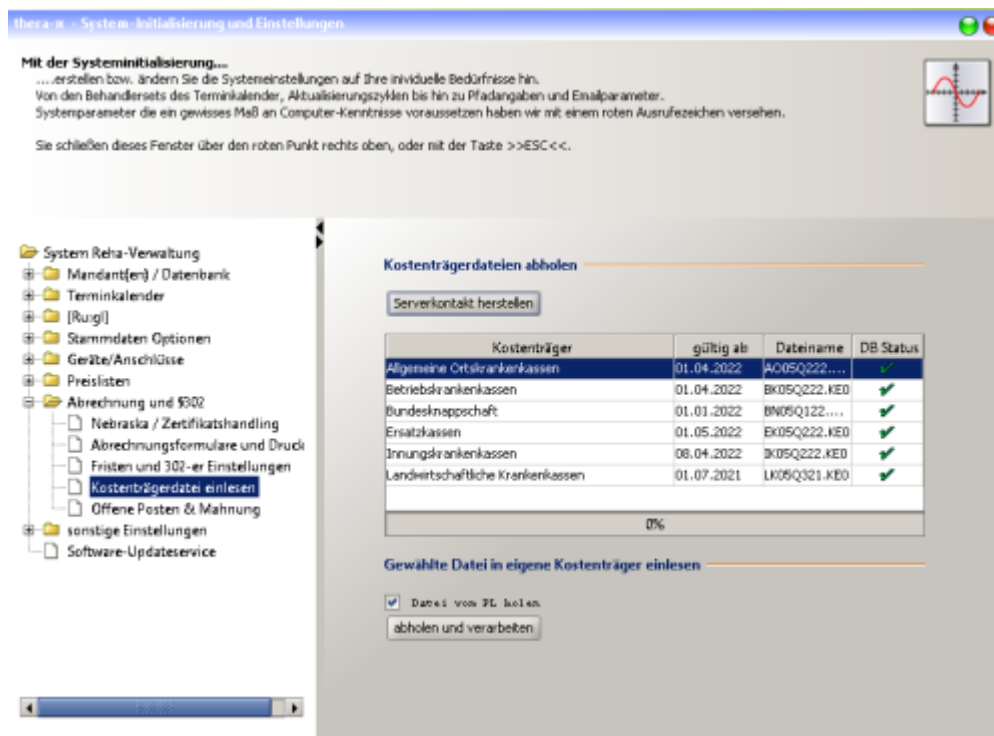 thera-π - System-Initialisierung und Einstellungen
Mit der Systeminitialisierung....
....erstellen bzw. ändern Sie die Systemeinstellungen auf Ihre inividuelle Bedürfnisse hin.
Von den Behandlersets des Terminkalender, Aktualisierungszyklen bis hin zu Pfadangaben und Emailparameter.
Systemparameter die ein gewisses Maß an Computer-Kenntnisse voraussetzen haben wir mit einem roten Ausrufezeichen versehen.
Sie schließen dieses Fenster über den roten Punkt rechts oben, oder mit der Taste >>ESC<<.
System Reha-Verwaltung
Mandant(en) / Datenbank
Terminkalender
[Ru:gl]
Stammdaten Optionen
Geräte/Anschlüsse
Preislisten
Abrechnung und §302
Nebraska / Zertifikatshandling
Abrechnungsformulare und Druck
Fristen und 302-er Einstellungen
Kostenträgerdatei einlesen
Offene Posten & Mahnung
sonstige Einstellungen
Software-Updateservice
Kostenträgerdateien abholen
Serverkontakt herstellen
Kostenträger gültig ab Dateiname DB Status
Allgemeine Ortskrankenkassen 01.04.2022 AO05Q222....
Betriebskrankenkassen 01.04.2022 BK05Q222.KE0
Bundesknappschaft 01.01.2022 BN05Q122....
Ersatzkassen 01.05.2022 EK05Q222.KE0
Innungskrankenkassen 08.04.2022 IK05Q222.KE0
Landwirtschaftliche Krankenkassen 01.07.2021 LK05Q321.KE0
0%
Gewählte Datei in eigene Kostenträger einlesen
Datei vom PL holen
abholen und verarbeiten